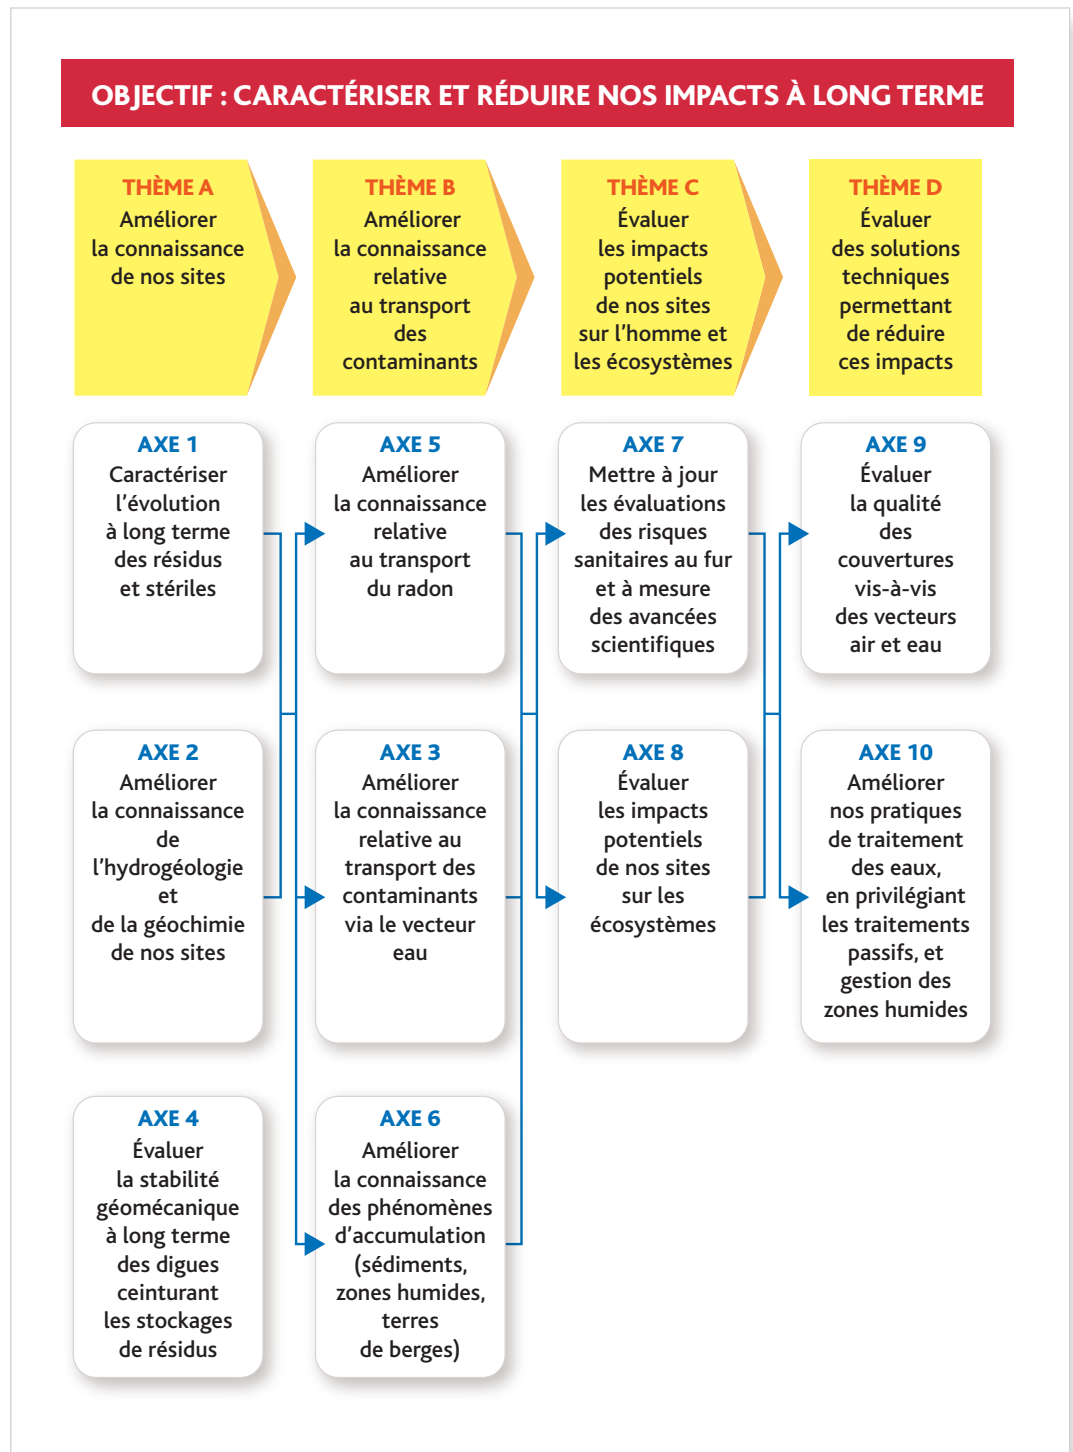 OBJECTIF : CARACTÉRISER ET RÉDUIRE NOS IMPACTS À LONG TERME
THÈME A
Améliorer
la connaissance
de nos sites
THÈME B
Améliorer
la connaissance
relative
au transport
des
contaminants
THÈME C
Évaluer
les impacts
potentiels
de nos sites
sur l'homme et
les écosystèmes
THÈME D
Évaluer
des solutions
techniques
permettant
de réduire
ces impacts
AXE 1
Caractériser
l'évolution
à long terme
des résidus
et stériles
AXE 5
Améliorer
la connaissance
relative
au transport
du radon
AXE 7
Mettre à jour
les évaluations
des risques
sanitaires au fur
et à mesure
des avancées
scientifiques
AXE 9
Évaluer
la qualité
des
couvertures
vis-à-vis
des vecteurs
air et eau
AXE 2
Améliorer
la connaissance
de
l'hydrogéologie
et
de la géochimie
de nos sites
AXE 3
Améliorer
la connaissance
relative au
transport des
contaminants
via le vecteur
eau
AXE 8
Évaluer
les impacts
potentiels
de nos sites
sur les
écosystèmes
AXE 10
Améliorer
nos pratiques
de traitement
des eaux,
en privilégiant
les traitements
passifs, et
gestion des
zones humides
AXE 4
Évaluer
la stabilité
géomécanique
à long terme
des digues
ceinturant
les stockages
de résidus
AXE 6
Améliorer
la connaissance
des phénomènes
d'accumulation
(sédiments,
zones humides,
terres
de berges)